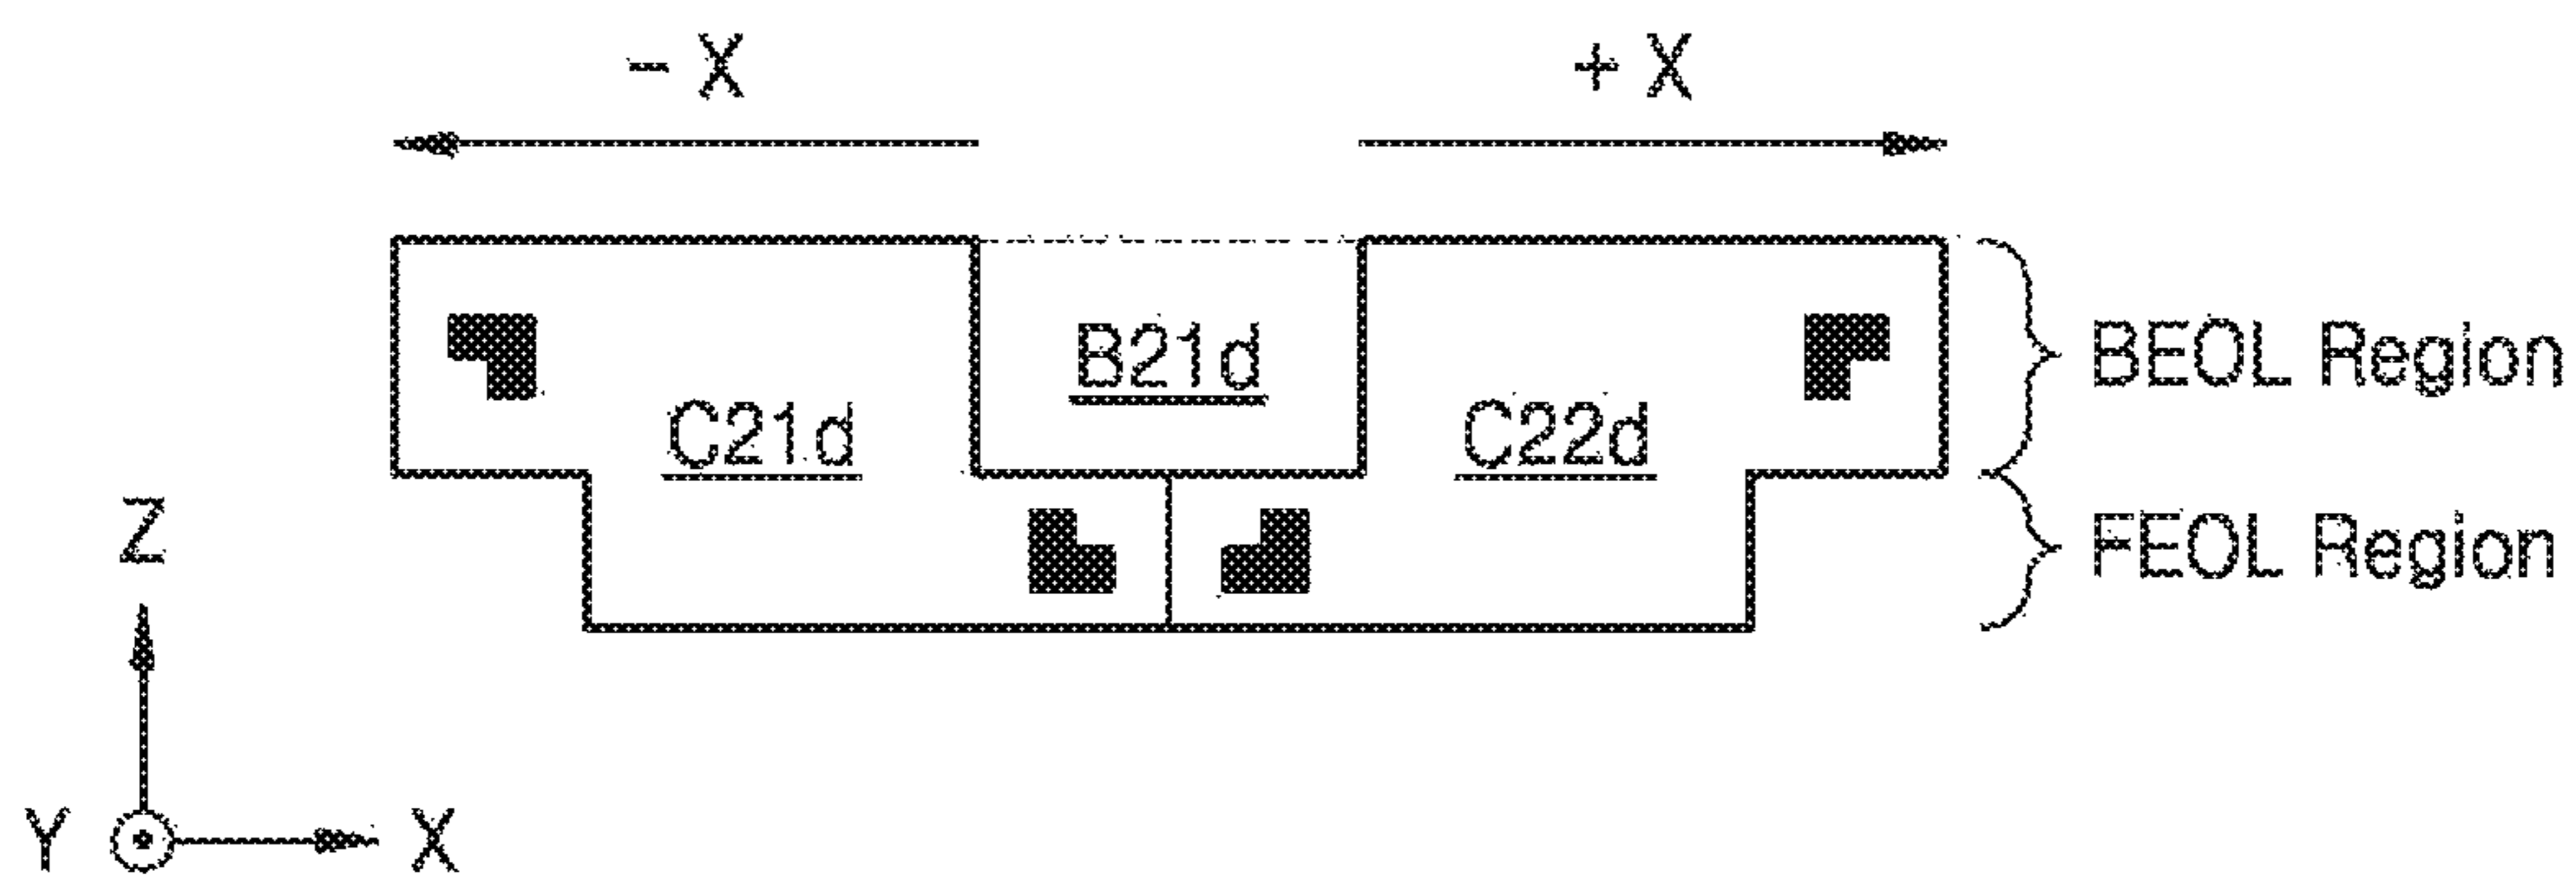 - X
+ X
B21d
BEOL Region
C21d
C22d
Z
FEOL Region
Y
X